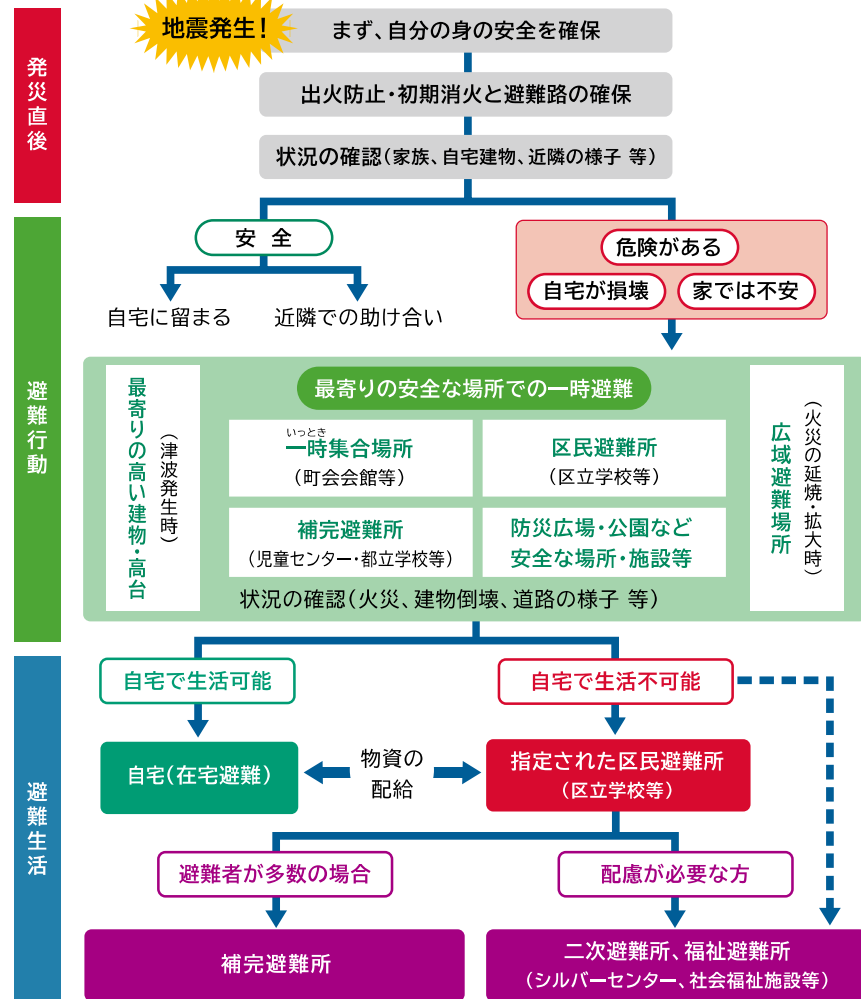 地震発生！
まず、自分の身の安全を確保
発災直後
出火防止・初期消火と避難路の確保
状況の確認（家族、自宅建物、近隣の様子 等）
避難行動
安 全
自宅に留まる
近隣での助け合い
危険がある
自宅が損壊
家では不安
最寄りの安全な場所での一時避難
最寄りの高い建物・高台
（津波発生時）
いっとき
一時集合場所
（町会会館等）
区民避難所
（区立学校等）
補完避難所
（児童センター・都立学校等）
防災広場・公園など
安全な場所・施設等
広域避難場所
（火災の延焼・拡大時）
状況の確認（火災、建物倒壊、道路の様子 等）
避難生活
自宅で生活可能
自宅で生活不可能
自宅（在宅避難）
物資の
配給
指定された区民避難所
（区立学校等）
避難者が多数の場合
配慮が必要な方
補完避難所
二次避難所、福祉避難所
（シルバーセンター、社会福祉施設等）